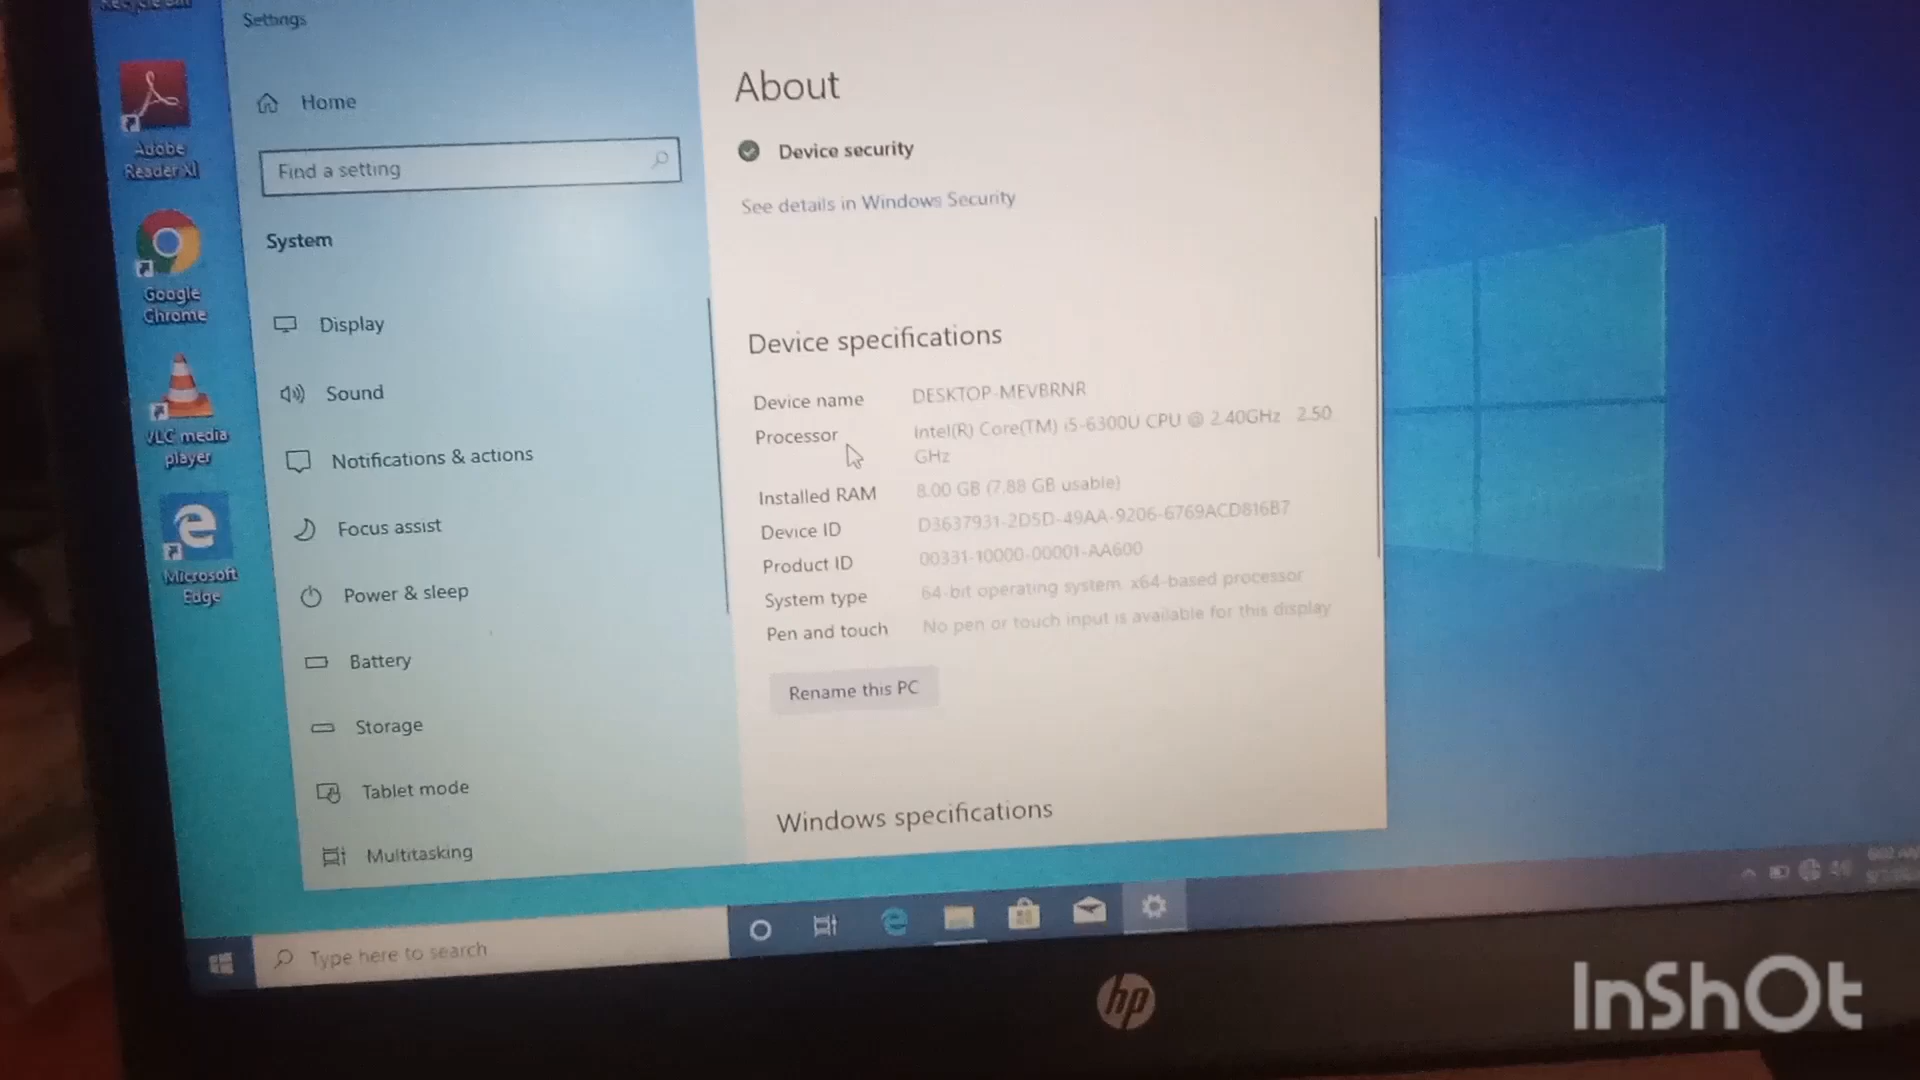 Settings
Home
Find a setting
System
Display
Sound
Notifications & actions
Focus assist
Power & sleep
Battery
Storage
Tablet mode
Multitasking
About
Device security
See details in Windows Security
Device specifications
Device name DESKTOP-MEVBRNR
Processor Intel(R) Core(TM) i5-6300U CPU @ 2.40GHz 2.50
GHz
Installed RAM 8.00 GB (7.88 GB usable)
Device ID D3637931-2D5D-49AA-9206-6769ACD816B7
Product ID 00331-10000-00001-AA600
System type 64-bit operating system, x64-based processor
Pen and touch No pen or touch input is available for this display
Rename this PC
Windows specifications
Adobe
Reader XI
Google
Chrome
VLC media
player
Microsoft
Edge
Type here to search
hp
InShOt